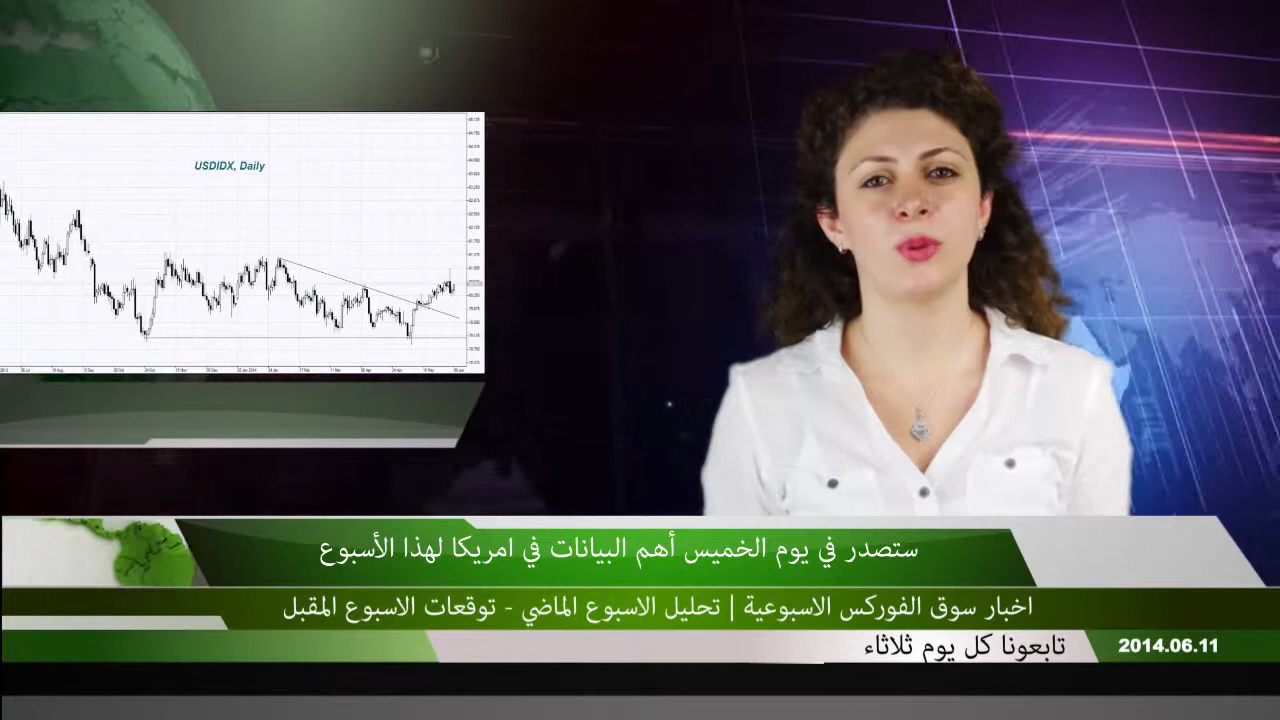 USDIDX, Daily
ستصدر في يوم الخميس أهم البيانات في امريكا لهذا الأسبوع
اخبار سوق الفوركس الاسبوعية | تحليل الاسبوع الماضي - توقعات الاسبوع المقبل
تابعونا كل يوم ثلاثاء
2014.06.11